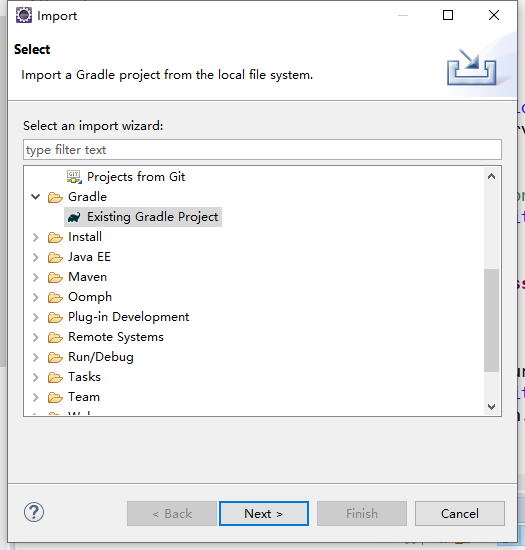 Import
Select
Import a Gradle project from the local file system.
Select an import wizard:
type filter text
GIT
Projects from Git
Gradle
Existing Gradle Project
Install
Java EE
Maven
Oomph
Plug-in Development
Remote Systems
Run/Debug
Tasks
Team
?
< Back
Next >
Finish
Cancel